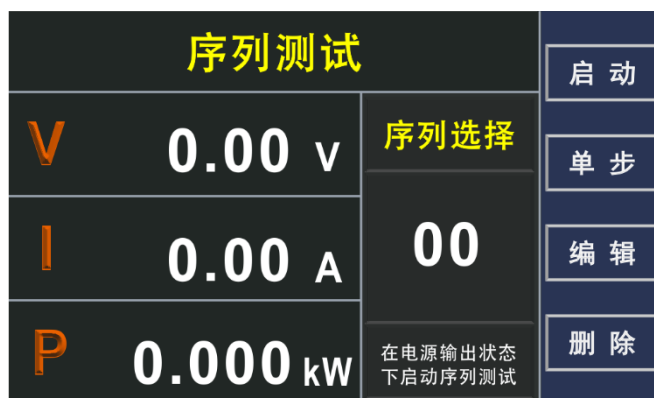 序列测试
V 0.00 V
I 0.00 A
P 0.000 kW
序列选择
00
在电源输出状态
下启动序列测试
启 动
单 步
编 辑
删 除